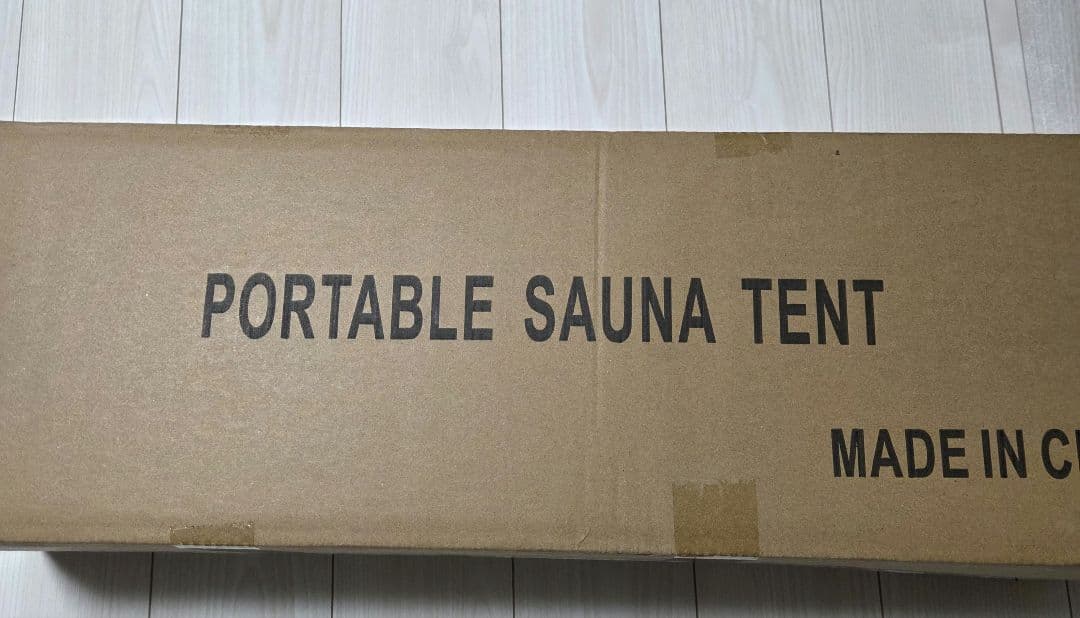 PORTABLE SAUNA TENT
MADE IN